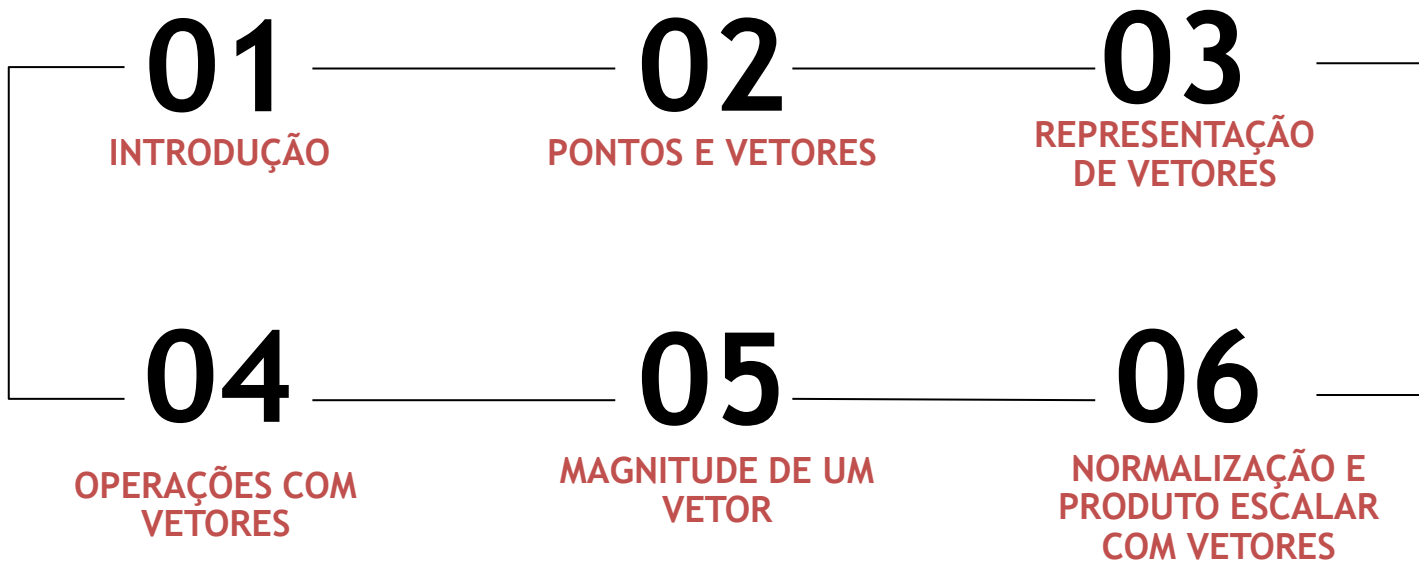 01
INTRODUÇÃO
02
PONTOS E VETORES
03
REPRESENTAÇÃO
DE VETORES
04
OPERAÇÕES COM
VETORES
05
MAGNITUDE DE UM
VETOR
06
NORMALIZAÇÃO E
PRODUTO ESCALAR
COM VETORES